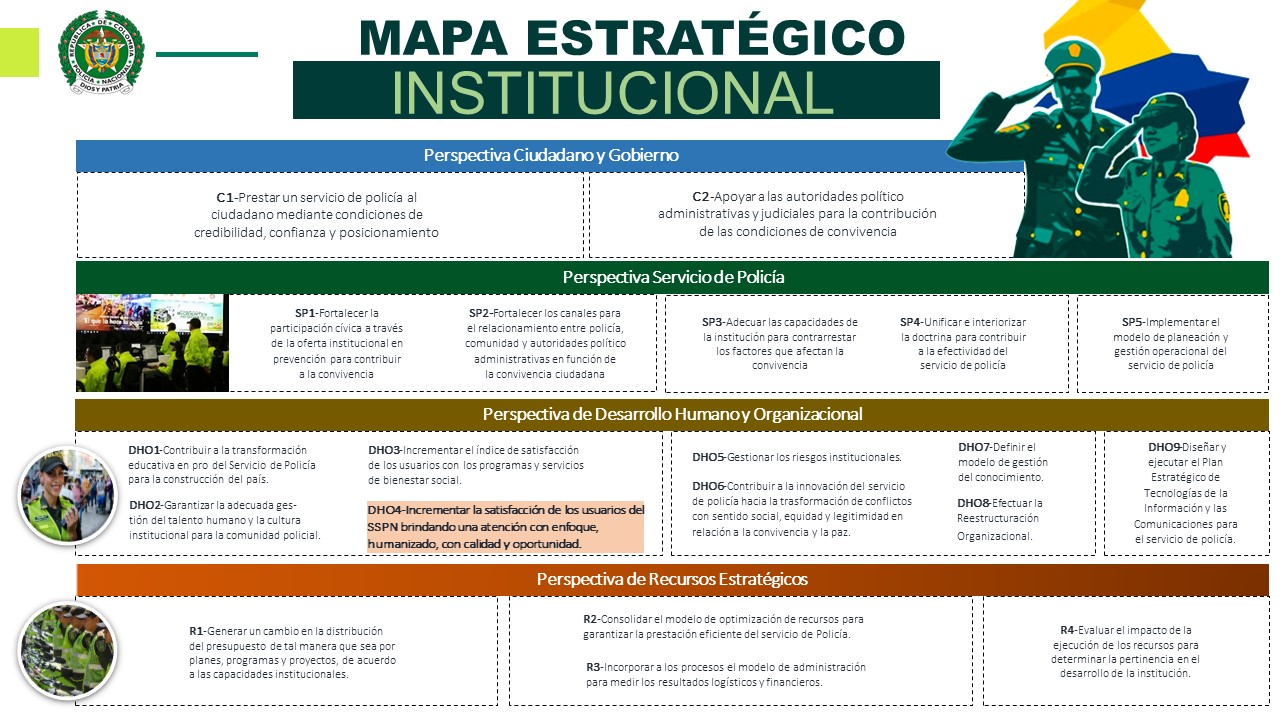 REPÚBLICA DE COLOMBIA
POLICÍA NACIONAL
DIOS Y PATRIA
MAPA ESTRATÉGICO
INSTITUCIONAL
Perspectiva Ciudadano y Gobierno
C1-Prestar un servicio de policía al
ciudadano mediante condiciones de
credibilidad, confianza y posicionamiento
C2-Apoyar a las autoridades político
administrativas y judiciales para la contribución
de las condiciones de convivencia
Perspectiva Servicio de Policía
SP1-Fortalecer la
participación cívica a través
de la oferta institucional en
prevención para contribuir
a la convivencia
SP2-Fortalecer los canales para
el relacionamiento entre policía,
comunidad y autoridades político
administrativas en función de
la convivencia ciudadana
SP3-Adecuar las capacidades de
la institución para contrarrestar
los factores que afectan la
convivencia
SP4-Unificar e interiorizar
la doctrina para contribuir
a la efectividad del
servicio de policía
SP5-Implementar el
modelo de planeación y
gestión operacional del
servicio de policía
Perspectiva de Desarrollo Humano y Organizacional
DHO1-Contribuir a la transformación
educativa en pro del Servicio de Policía
para la construcción del país.
DHO2-Garantizar la adecuada ges-
tión del talento humano y la cultura
institucional para la comunidad policial.
DHO3-Incrementar el índice de satisfacción
de los usuarios con los programas y servicios
de bienestar social.
DHO4-Incrementar la satisfacción de los usuarios del
SSPN brindando una atención con enfoque,
humanizado, con calidad y oportunidad.
DHO5-Gestionar los riesgos institucionales.
DHO6-Contribuir a la innovación del servicio
de policía hacia la trasformación de conflictos
con sentido social, equidad y legitimidad en
relación a la convivencia y la paz.
DHO7-Definir el
modelo de gestión
del conocimiento.
DHO8-Efectuar la
Reestructuración
Organizacional.
DHO9-Diseñar y
ejecutar el Plan
Estratégico de
Tecnologías de la
Información y las
Comunicaciones para
el servicio de policía.
Perspectiva de Recursos Estratégicos
R1-Generar un cambio en la distribución
del presupuesto de tal manera que sea por
planes, programas y proyectos, de acuerdo
a las capacidades institucionales.
R2-Consolidar el modelo de optimización de recursos para
garantizar la prestación eficiente del servicio de Policía.
R3-Incorporar a los procesos el modelo de administración
para medir los resultados logísticos y financieros.
R4-Evaluar el impacto de la
ejecución de los recursos para
determinar la pertinencia en el
desarrollo de la institución.